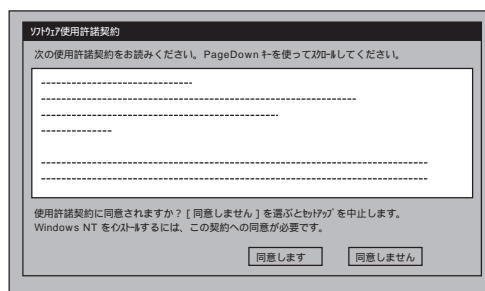 ｿﾌﾄｳｪｱ使用許諾契約
次の使用許諾契約をお読みください。PageDown ｷｰを使ってｽｸﾛｰﾙしてください。
使用許諾契約に同意されますか？ [ 同意しません ] を選ぶとｾｯﾄｱｯﾌﾟを中止します。
Windows NT をｲﾝｽﾄｰﾙするには、この契約への同意が必要です。
同意します
同意しません